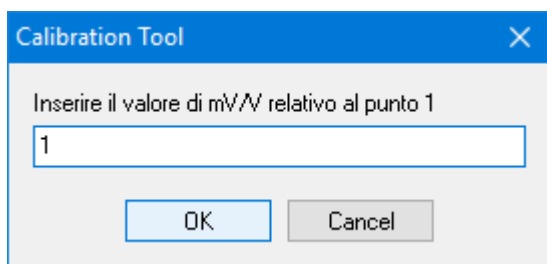 Calibration Tool
Inserire il valore di mV/V relativo al punto 1
1
OK Cancel